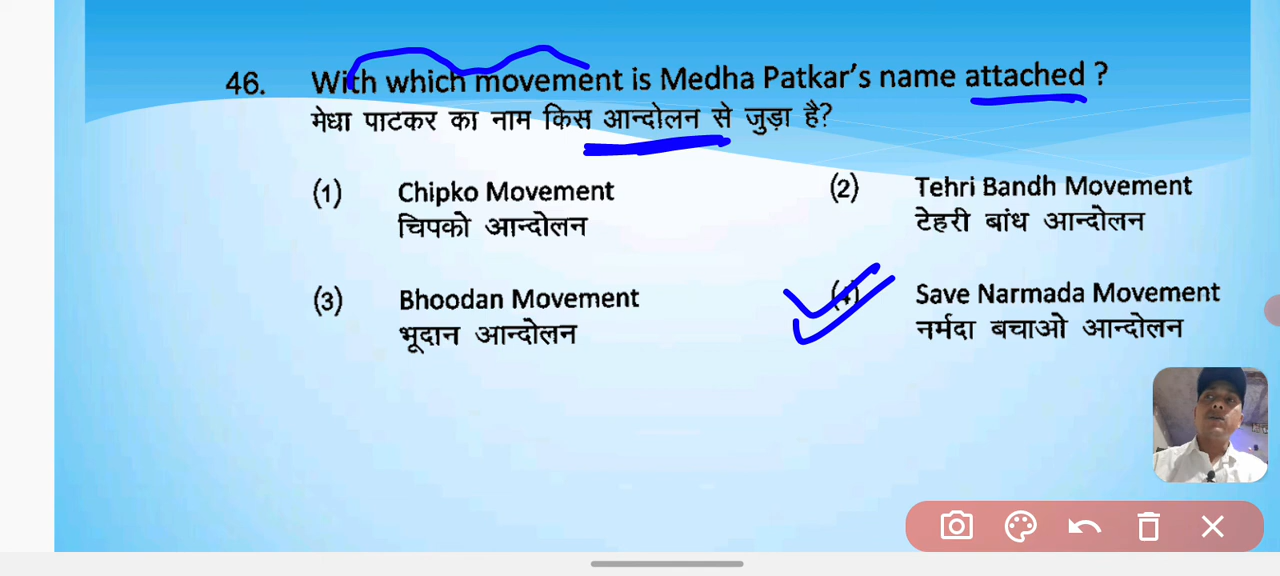 46. With which movement is Medha Patkar's name attached ?
मेधा पाटकर का नाम किस आन्दोलन से जुड़ा है?
(1) Chipko Movement (2) Tehri Bandh Movement
चिपको आन्दोलन टेहरी बांध आन्दोलन
(3) Bhoodan Movement (4) Save Narmada Movement
भूदान आन्दोलन नर्मदा बचाओ आन्दोलन